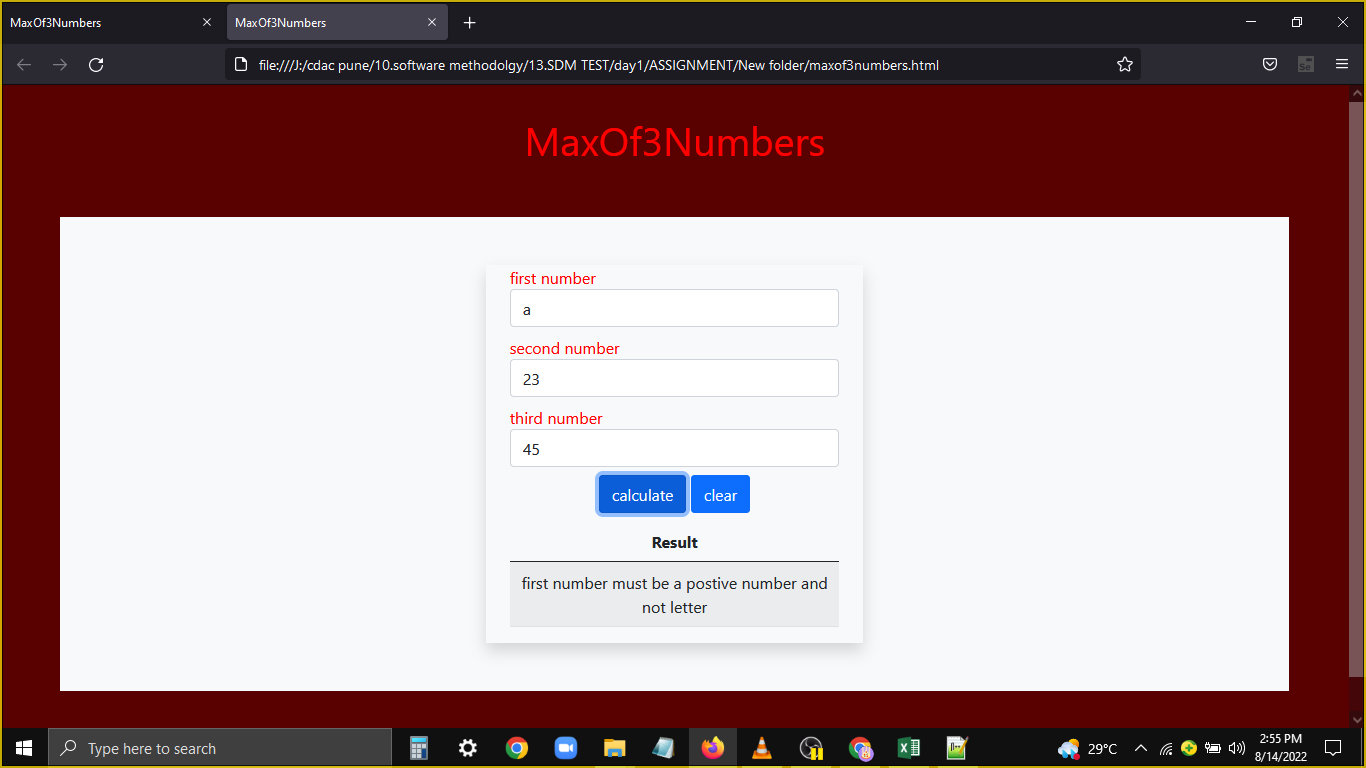 MaxOf3Numbers
MaxOf3Numbers
file:///J:/cdac pune/10.software methodolgy/13.SDM TEST/day1/ASSIGNMENT/New folder/maxof3numbers.html
Se
MaxOf3Numbers
first number
a
second number
23
third number
45
calculate clear
Result
first number must be a postive number and
not letter
Type here to search
29°C
2:55 PM
8/14/2022